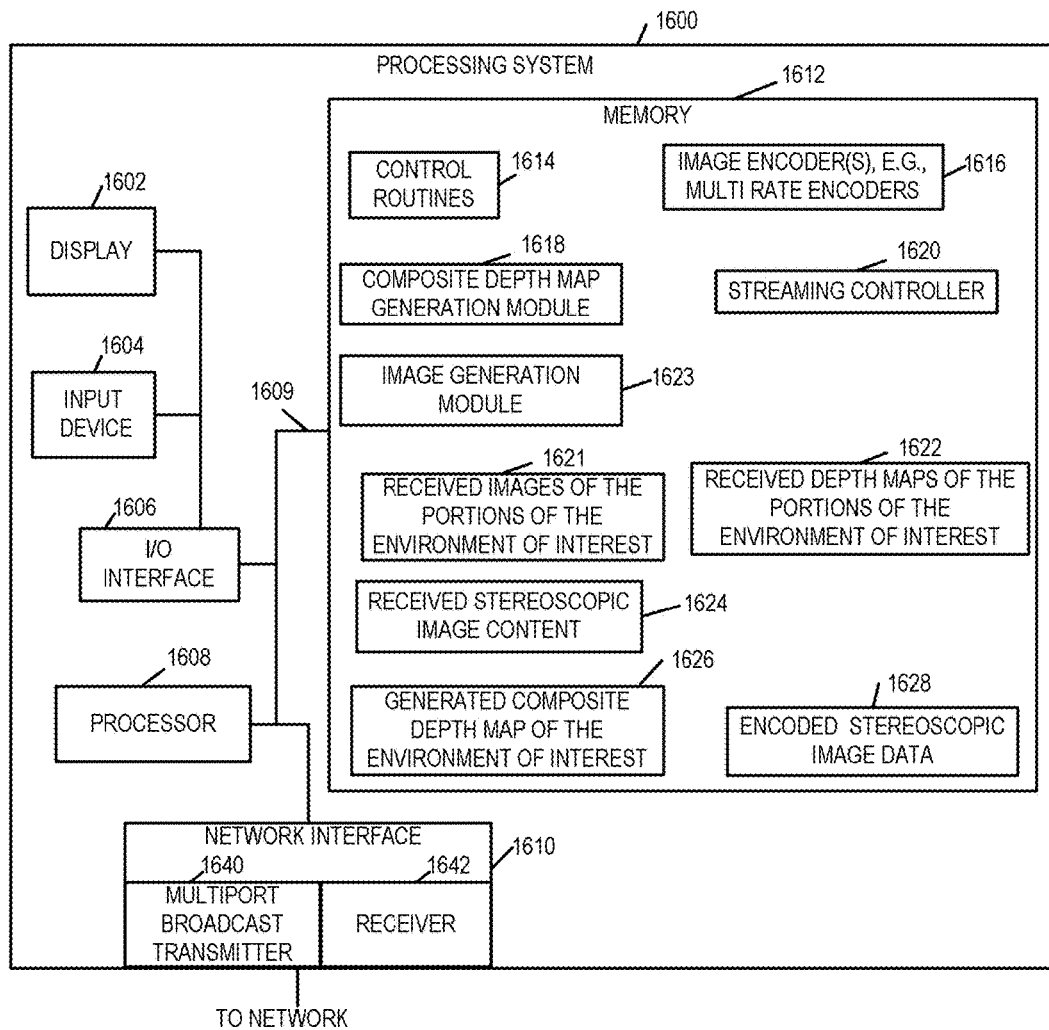 1600
PROCESSING SYSTEM
1612
MEMORY
CONTROL
ROUTINES
1614
IMAGE ENCODER(S), E.G.,
MULTI RATE ENCODERS
1616
1602
DISPLAY
1618
COMPOSITE DEPTH MAP
GENERATION MODULE
1620
STREAMING CONTROLLER
1604
INPUT
DEVICE
1609
IMAGE GENERATION
MODULE
1623
1621
RECEIVED IMAGES OF THE
PORTIONS OF THE
ENVIRONMENT OF INTEREST
1622
RECEIVED DEPTH MAPS OF THE
PORTIONS OF THE
ENVIRONMENT OF INTEREST
1606
I/O
INTERFACE
RECEIVED STEREOSCOPIC
IMAGE CONTENT
1624
1608
PROCESSOR
1626
GENERATED COMPOSITE
DEPTH MAP OF THE
ENVIRONMENT OF INTEREST
1628
ENCODED STEREOSCOPIC
IMAGE DATA
NETWORK INTERFACE
1610
1640
MULTIPORT
BROADCAST
TRANSMITTER
1642
RECEIVER
TO NETWORK